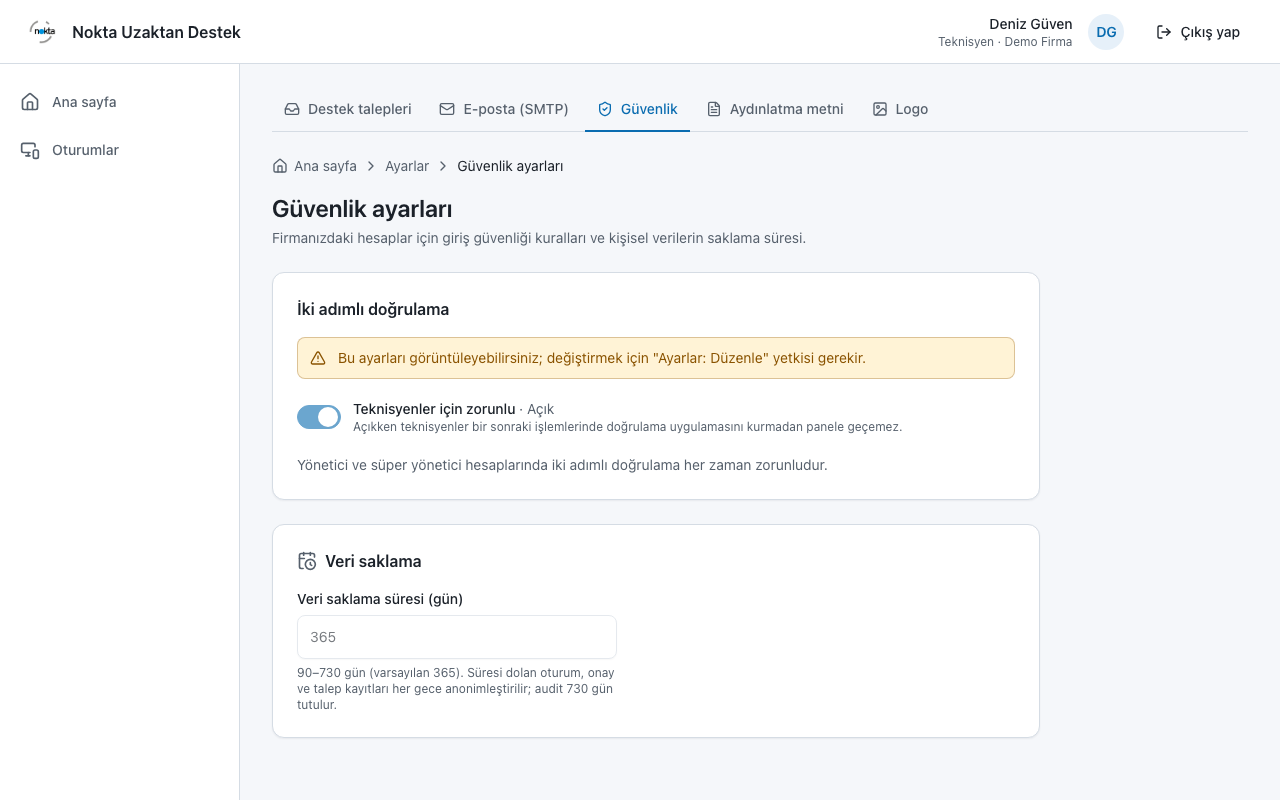 nokta
Nokta Uzaktan Destek
Deniz Güven
Teknisyen · Demo Firma
DG
Çıkış yap
Ana sayfa
Oturumlar
Destek talepleri
E-posta (SMTP)
Güvenlik
Aydınlatma metni
Logo
Ana sayfa > Ayarlar > Güvenlik ayarları
Güvenlik ayarları
Firmanızdaki hesaplar için giriş güvenliği kuralları ve kişisel verilerin saklama süresi.
İki adımlı doğrulama
Bu ayarları görüntüleyebilirsiniz; değiştirmek için "Ayarlar: Düzenle" yetkisi gerekir.
Teknisyenler için zorunlu · Açık
Açıkken teknisyenler bir sonraki işlemlerinde doğrulama uygulamasını kurmadan panele geçemez.
Yönetici ve süper yönetici hesaplarında iki adımlı doğrulama her zaman zorunludur.
Veri saklama
Veri saklama süresi (gün)
365
90–730 gün (varsayılan 365). Süresi dolan oturum, onay
ve talep kayıtları her gece anonimleştirilir; audit 730 gün
tutulur.